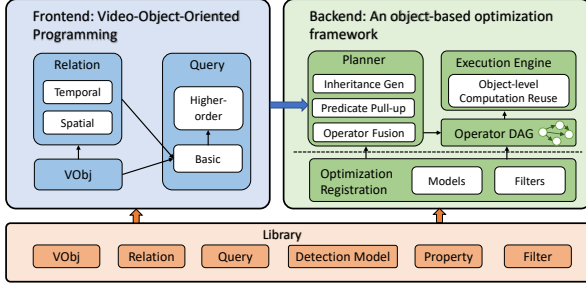 Frontend: Video-Object-Oriented
Programming
Relation
Temporal
Spatial
VObj
Query
Higher-
order
Basic
Backend: An object-based optimization
framework
Planner
Inheritance Gen
Predicate Pull-up
Operator Fusion
Execution Engine
Object-level
Computation Reuse
Operator DAG
Optimization
Registration
Models
Filters
Library
VObj
Relation
Query
Detection Model
Property
Filter